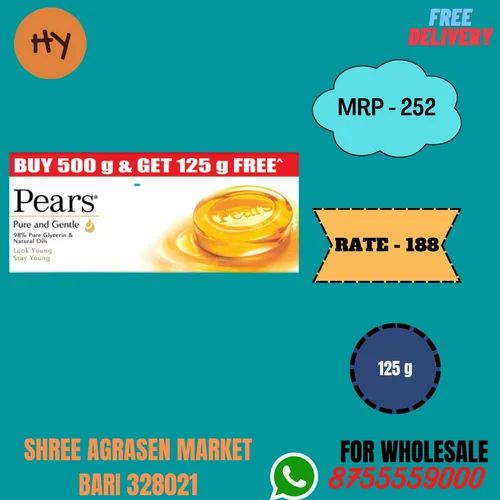 HY
FREE
DELIVERY
MRP - 252
BUY 500 g & GET 125 g FREE^
Pears®
Pure and Gentle
98% Pure Glycerin &
Natural Oils
Look Young
Stay Young
Pears
RATE - 188
125 g
SHREE AGRASEN MARKET
BARI 328021
FOR WHOLESALE
8755559000